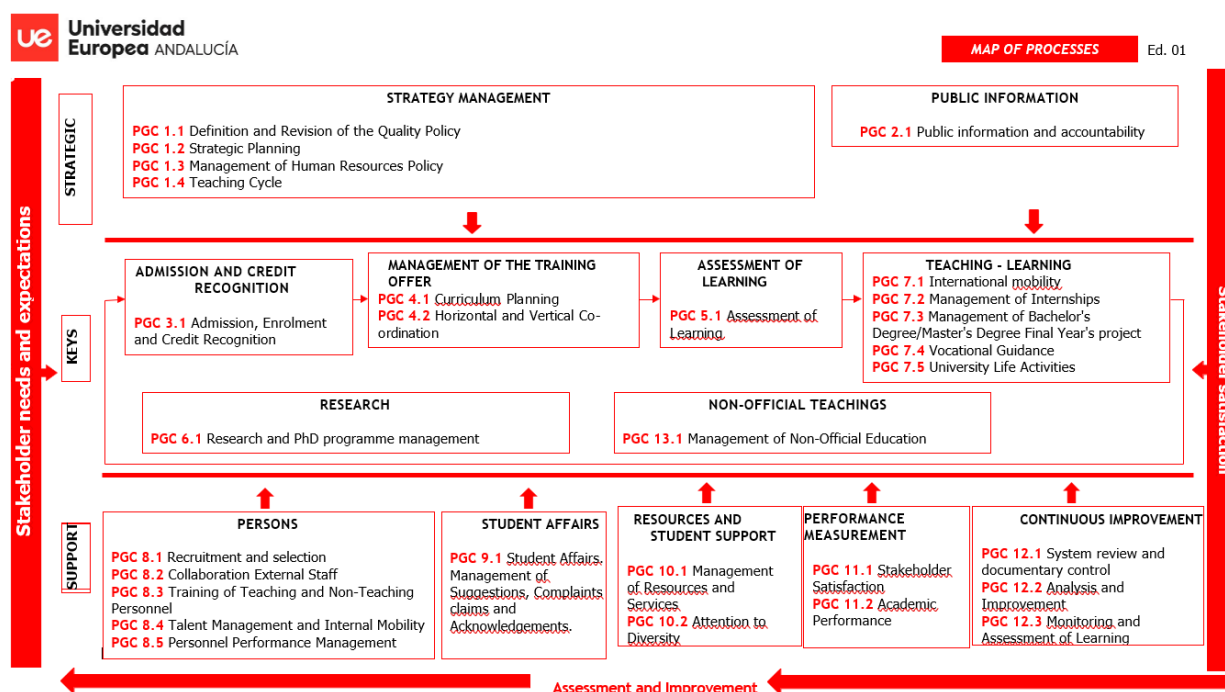 ue Universidad
Europea ANDALUCÍA
MAP OF PROCESSES
Ed. 01
Stakeholder needs and expectations
STRATEGIC
STRATEGY MANAGEMENT
PGC 1.1 Definition and Revision of the Quality Policy
PGC 1.2 Strategic Planning
PGC 1.3 Management of Human Resources Policy
PGC 1.4 Teaching Cycle
PUBLIC INFORMATION
PGC 2.1 Public information and accountability
KEYS
ADMISSION AND CREDIT
RECOGNITION
PGC 3.1 Admission, Enrolment
and Credit Recognition
MANAGEMENT OF THE TRAINING
OFFER
PGC 4.1 Curriculum Planning
PGC 4.2 Horizontal and Vertical Co-
ordination
ASSESSMENT OF
LEARNING
PGC 5.1 Assessment of
Learning
TEACHING - LEARNING
PGC 7.1 International mobility
PGC 7.2 Management of Internships
PGC 7.3 Management of Bachelor's
Degree/Master's Degree Final Year's project
PGC 7.4 Vocational Guidance
PGC 7.5 University Life Activities
RESEARCH
PGC 6.1 Research and PhD programme management
NON-OFFICIAL TEACHINGS
PGC 13.1 Management of Non-Official Education
SUPPORT
PERSONS
PGC 8.1 Recruitment and selection
PGC 8.2 Collaboration External Staff
PGC 8.3 Training of Teaching and Non-Teaching
Personnel
PGC 8.4 Talent Management and Internal Mobility
PGC 8.5 Personnel Performance Management
STUDENT AFFAIRS
PGC 9.1 Student Affairs.
Management of
Suggestions, Complaints
claims and
Acknowledgements.
RESOURCES AND
STUDENT SUPPORT
PGC 10.1 Management
of Resources and
Services
PGC 10.2 Attention to
Diversity
PERFORMANCE
MEASUREMENT
PGC 11.1 Stakeholder
Satisfaction
PGC 11.2 Academic
Performance
CONTINUOUS IMPROVEMENT
PGC 12.1 System review and
documentary control
PGC 12.2 Analysis and
Improvement
PGC 12.3 Monitoring and
Assessment of Learning
Stakeholder satisfaction
Assessment and Improvement